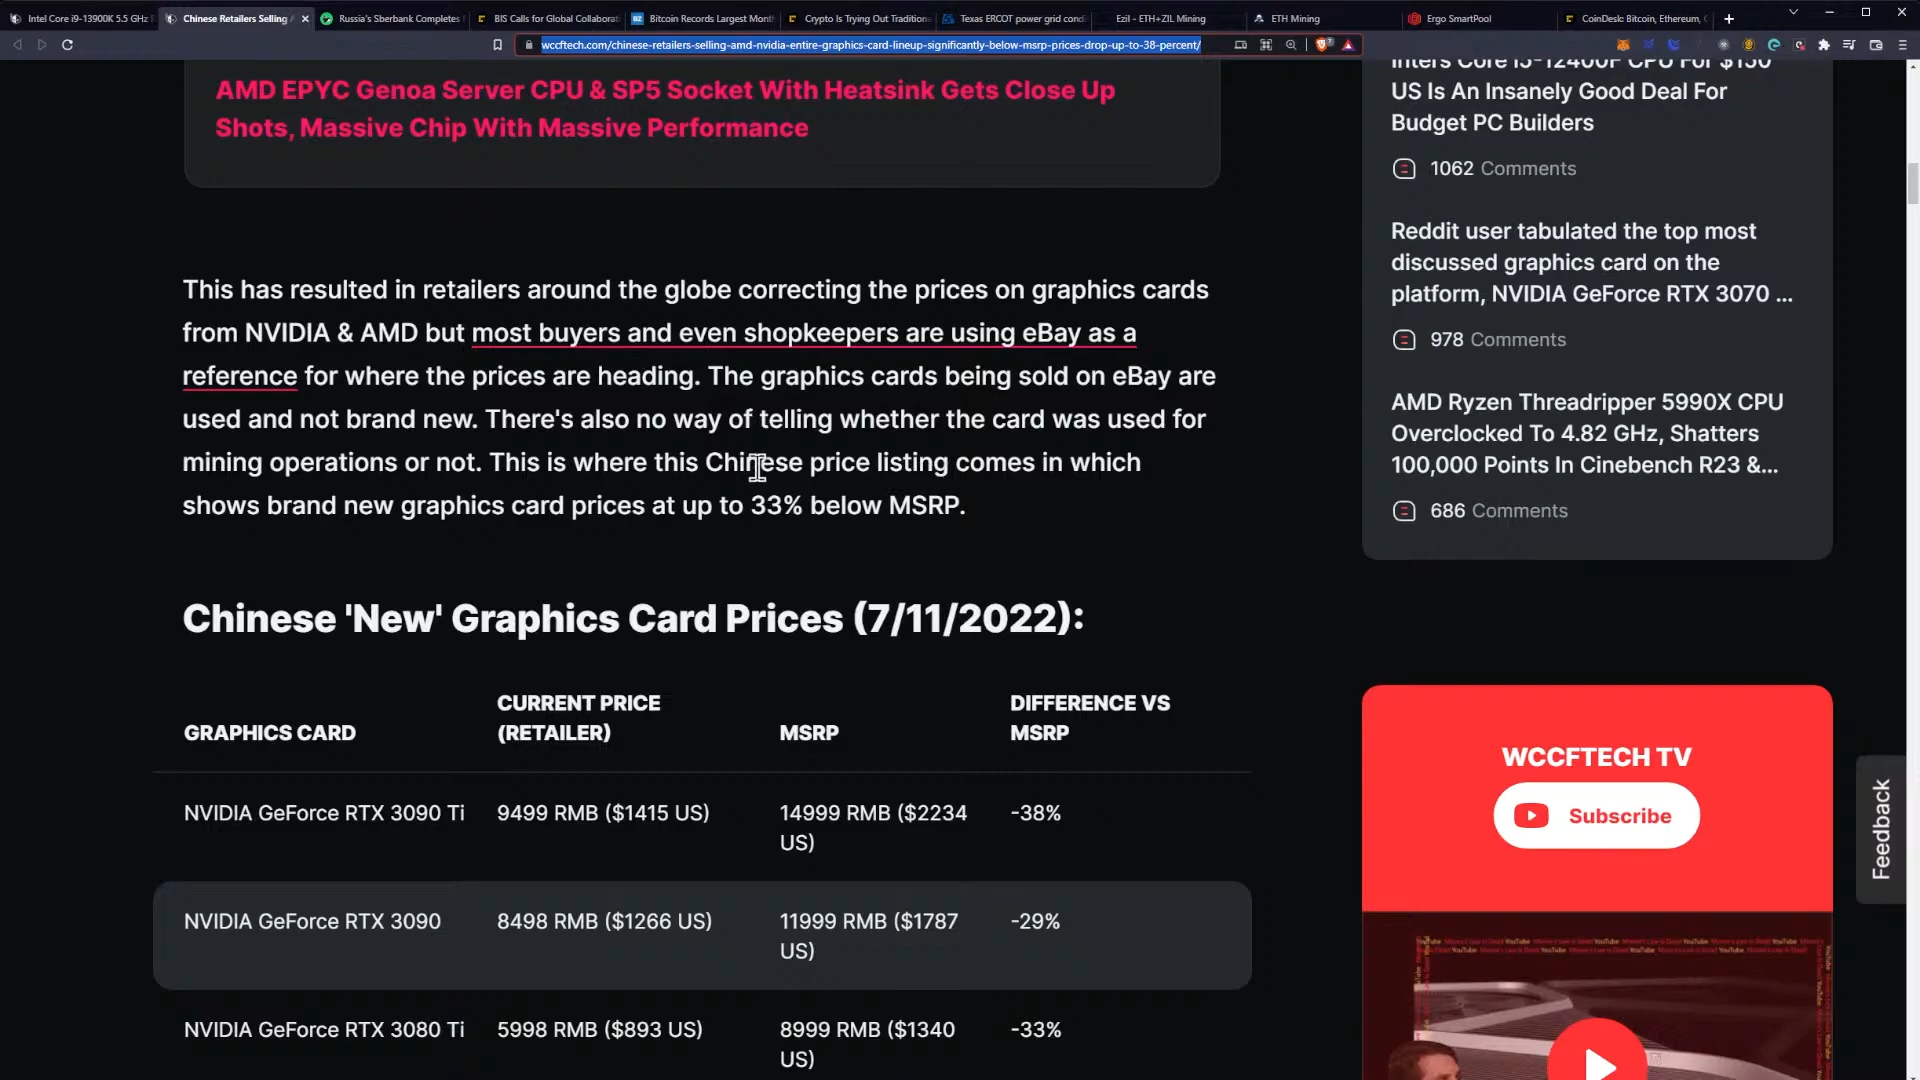 Intel Core i9-13900K 5.5 GHz
Chinese Retailers Selling
Russia's Sberbank Completes
BIS Calls for Global Collaborat
Bitcoin Records Largest Mont
Crypto Is Trying Out Tradition
Texas ERCOT power grid cond
Ezil - ETH+ZIL Mining
ETH Mining
Ergo SmartPool
CoinDesk: Bitcoin, Ethereum, C
wccftech.com/chinese-retailers-selling-amd-nvidia-entire-graphics-card-lineup-significantly-below-msrp-prices-drop-up-to-38-percent/
AMD EPYC Genoa Server CPU & SP5 Socket With Heatsink Gets Close Up
Shots, Massive Chip With Massive Performance
This has resulted in retailers around the globe correcting the prices on graphics cards
from NVIDIA & AMD but most buyers and even shopkeepers are using eBay as a
reference for where the prices are heading. The graphics cards being sold on eBay are
used and not brand new. There's also no way of telling whether the card was used for
mining operations or not. This is where this Chinese price listing comes in which
shows brand new graphics card prices at up to 33% below MSRP.
Chinese 'New' Graphics Card Prices (7/11/2022):
GRAPHICS CARD
CURRENT PRICE
(RETAILER)
MSRP
DIFFERENCE VS
MSRP
NVIDIA GeForce RTX 3090 Ti
9499 RMB ($1415 US)
14999 RMB ($2234
US)
-38%
NVIDIA GeForce RTX 3090
8498 RMB ($1266 US)
11999 RMB ($1787
US)
-29%
NVIDIA GeForce RTX 3080 Ti
5998 RMB ($893 US)
8999 RMB ($1340
US)
-33%
Intel's Core i5-12400F CPU For $150
US Is An Insanely Good Deal For
Budget PC Builders
1062 Comments
Reddit user tabulated the top most
discussed graphics card on the
platform, NVIDIA GeForce RTX 3070 ...
978 Comments
AMD Ryzen Threadripper 5990X CPU
Overclocked To 4.82 GHz, Shatters
100,000 Points In Cinebench R23 &...
686 Comments
WCCFTECH TV
Subscribe
Feedback